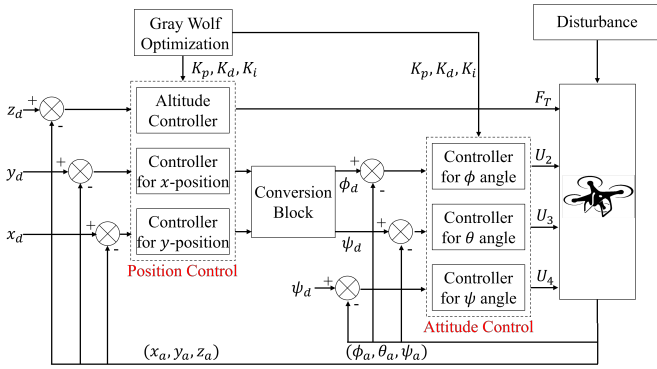 Gray Wolf
Optimization
Disturbance
K_p, K_d, K_i
K_p, K_d, K_i
z_d
+
-
Altitude
Controller
F_T
y_d
+
-
Controller
for x-position
Conversion
Block
ϕ_d
+
-
Controller
for ϕ angle
U_2
x_d
+
-
Controller
for y-position
ψ_d
+
-
Controller
for θ angle
U_3
Position Control
ψ_d
+
-
Controller
for ψ angle
U_4
Attitude Control
(x_a, y_a, z_a)
(ϕ_a, θ_a, ψ_a)